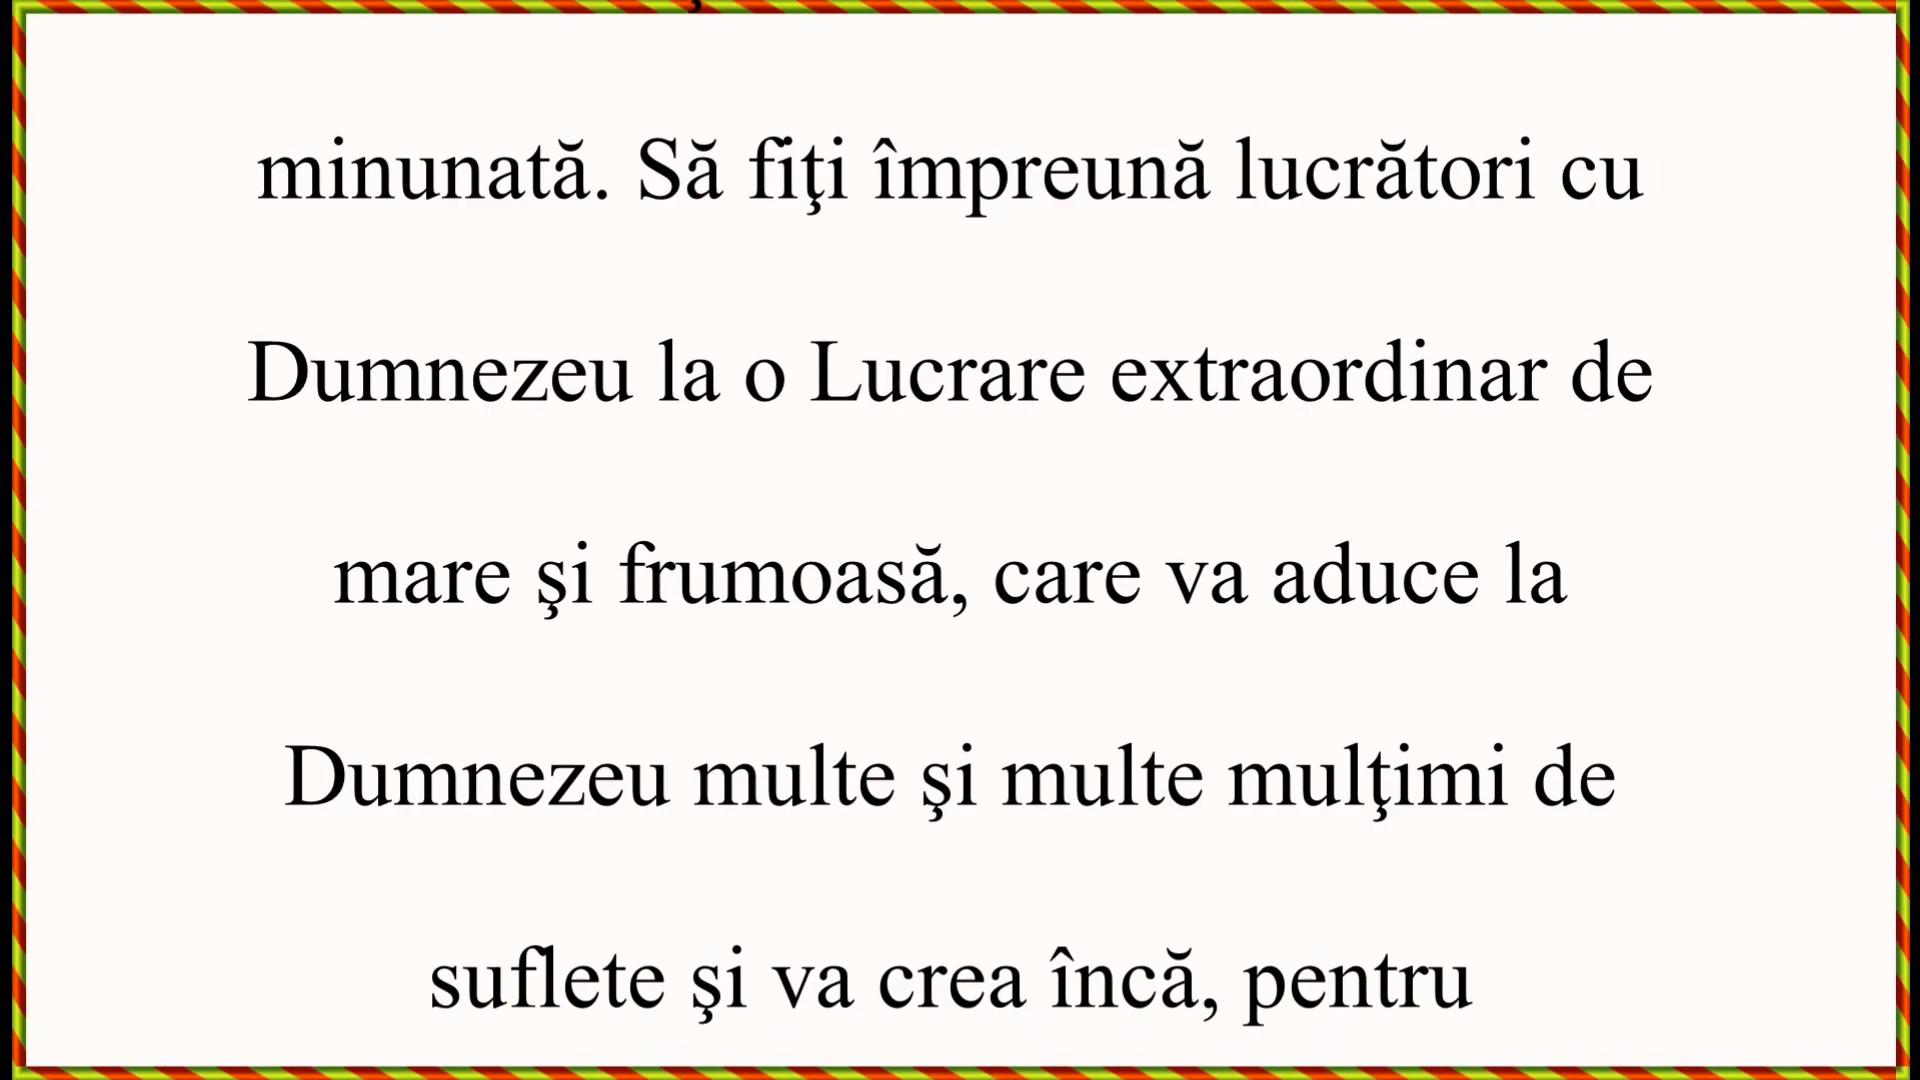 minunată. Să fiţi împreună lucrători cu
Dumnezeu la o Lucrare extraordinar de
mare şi frumoasă, care va aduce la
Dumnezeu multe şi multe mulţimi de
suflete şi va crea încă, pentru